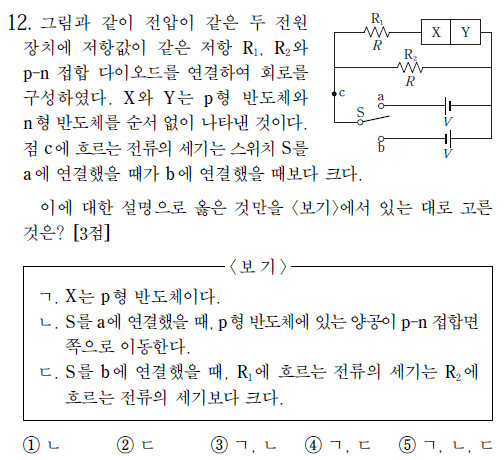 12. 그림과 같이 전압이 같은 두 전원
장치에 저항값이 같은 저항 R₁, R₂와
p-n 접합 다이오드를 연결하여 회로를
구성하였다. X와 Y는 p형 반도체와
n형 반도체를 순서 없이 나타낸 것이다.
점 c에 흐르는 전류의 세기는 스위치 S를
a에 연결했을 때가 b에 연결했을 때보다 크다.
R₁
R
X Y
R₂
R
c
a
S
V
b
V
이에 대한 설명으로 옳은 것만을 <보기>에서 있는 대로 고른
것은? [3점]
<보 기>
ㄱ. X는 p형 반도체이다.
ㄴ. S를 a에 연결했을 때, p형 반도체에 있는 양공이 p-n 접합면
쪽으로 이동한다.
ㄷ. S를 b에 연결했을 때, R₁에 흐르는 전류의 세기는 R₂에
흐르는 전류의 세기보다 크다.
① ㄴ ② ㄷ ③ ㄱ, ㄴ ④ ㄱ, ㄷ ⑤ ㄱ, ㄴ, ㄷ